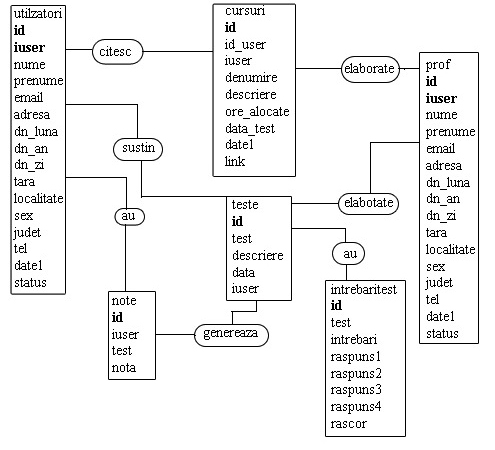 utilzatori
id
iuser
nume
prenume
email
adresa
dn_luna
dn_an
dn_zi
tara
localitate
sex
judet
tel
date1
status
citesc
sustin
au
cursuri
id
id_user
iuser
denumire
descriere
ore_alocate
data_test
date1
link
elaborate
prof
id
iuser
nume
prenume
email
adresa
dn_luna
dn_an
dn_zi
tara
localitate
sex
judet
tel
date1
status
teste
id
test
descriere
data
iuser
elabotate
au
note
id
iuser
test
nota
genereaza
intrebaritest
id
test
intrebari
raspuns1
raspuns2
raspuns3
raspuns4
rascor